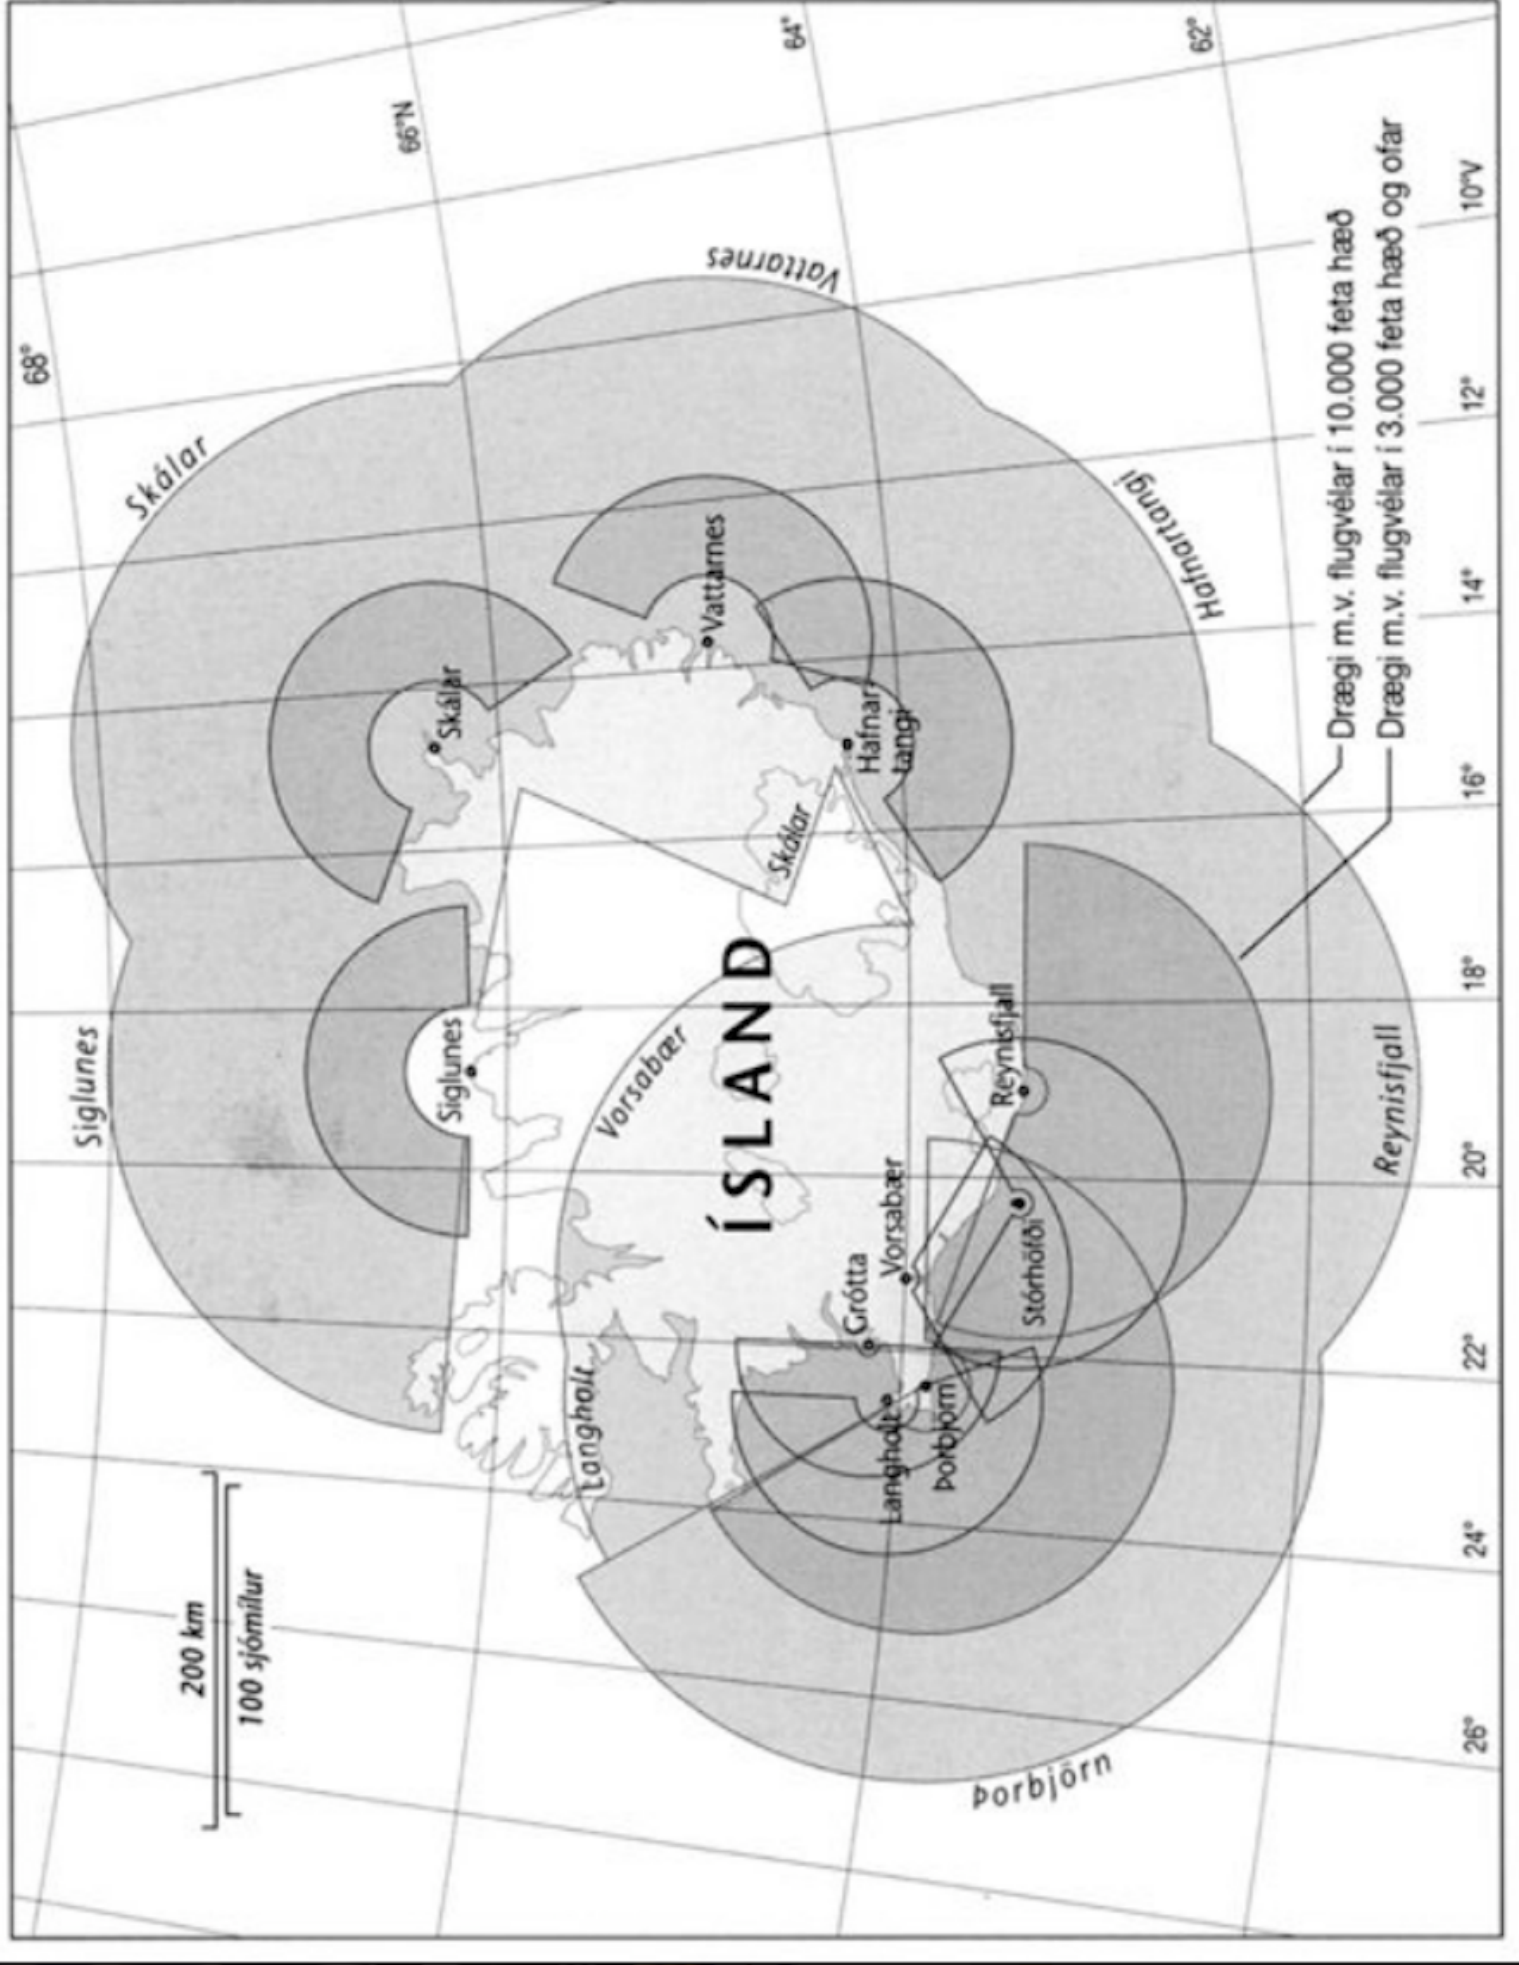 68°
66°N
64°
62°
Skálar
Vattarnes
Siglunes
Skálar
Vattarnes
Hafnartangi
Siglunes
Hafnar-
tangi
Skálar
Vorsabær
ÍSLAND
Reynisfjall
Vorsabær
Grótta
Stórhöfði
Langholt
Langholt
Þorbjörn
Reynisfjall
Þorbjörn
200 km
100 sjómílur
Drægi m.v. flugvélar í 10.000 feta hæð
Drægi m.v. flugvélar í 3.000 feta hæð og ofar
26°
24°
22°
20°
18°
16°
14°
12°
10°V